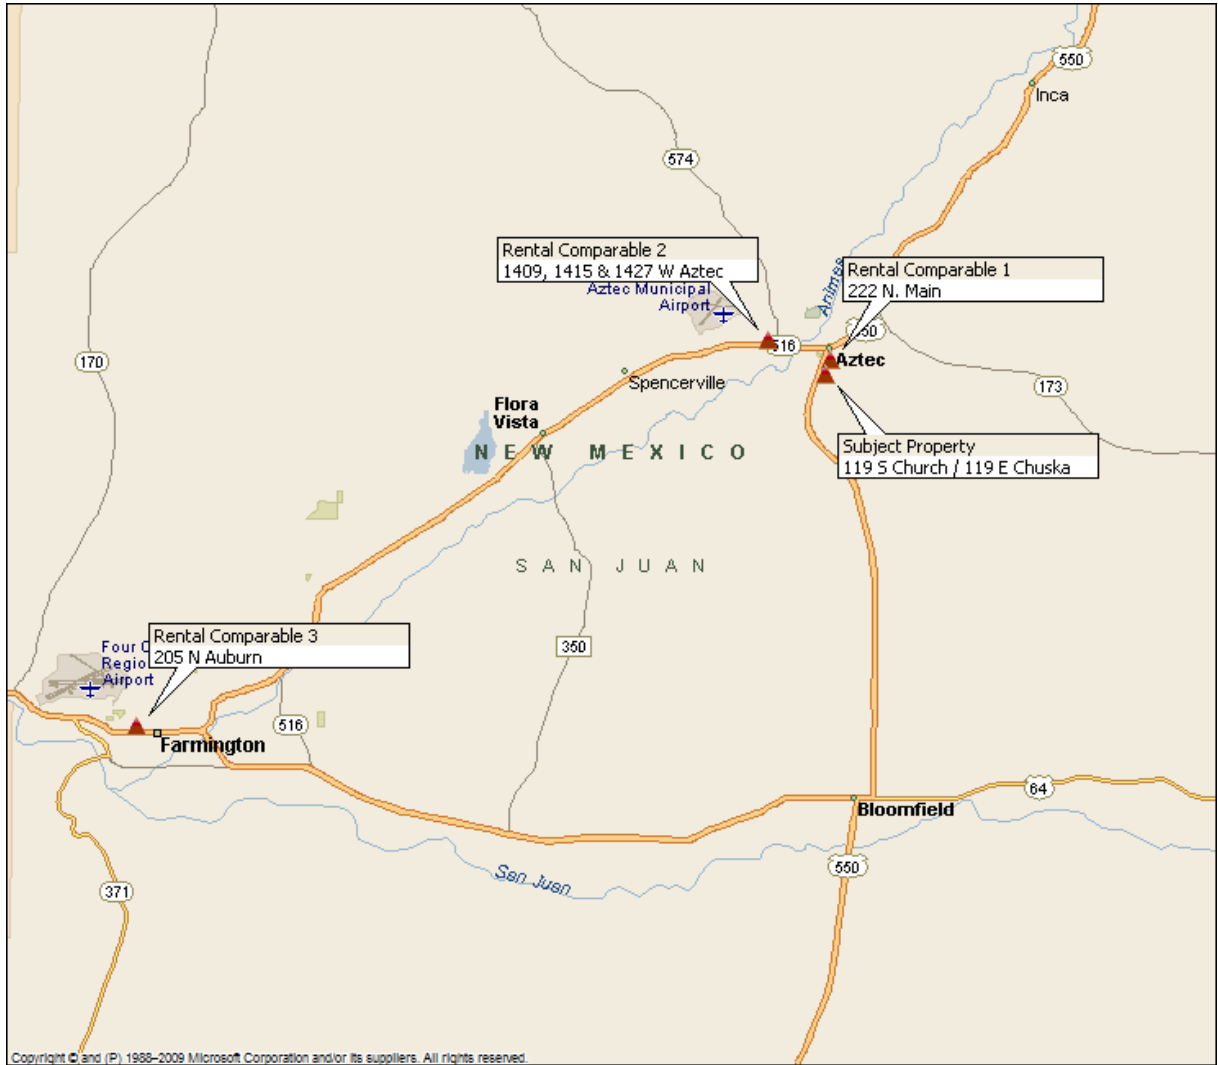 550
Inca
574
Rental Comparable 2
1409, 1415 & 1427 W Aztec
Aztec Municipal
Airport
Animas
Rental Comparable 1
222 N. Main
550
516
Aztec
170
Spencerville
173
Flora
Vista
NEW MEXICO
Subject Property
119 S Church / 119 E Chuska
SAN JUAN
Rental Comparable 3
205 N Auburn
350
Four
Regio
Airport
516
Farmington
64
Bloomfield
550
San Juan
371
Copyright © and (P) 1988–2009 Microsoft Corporation and/or its suppliers. All rights reserved.